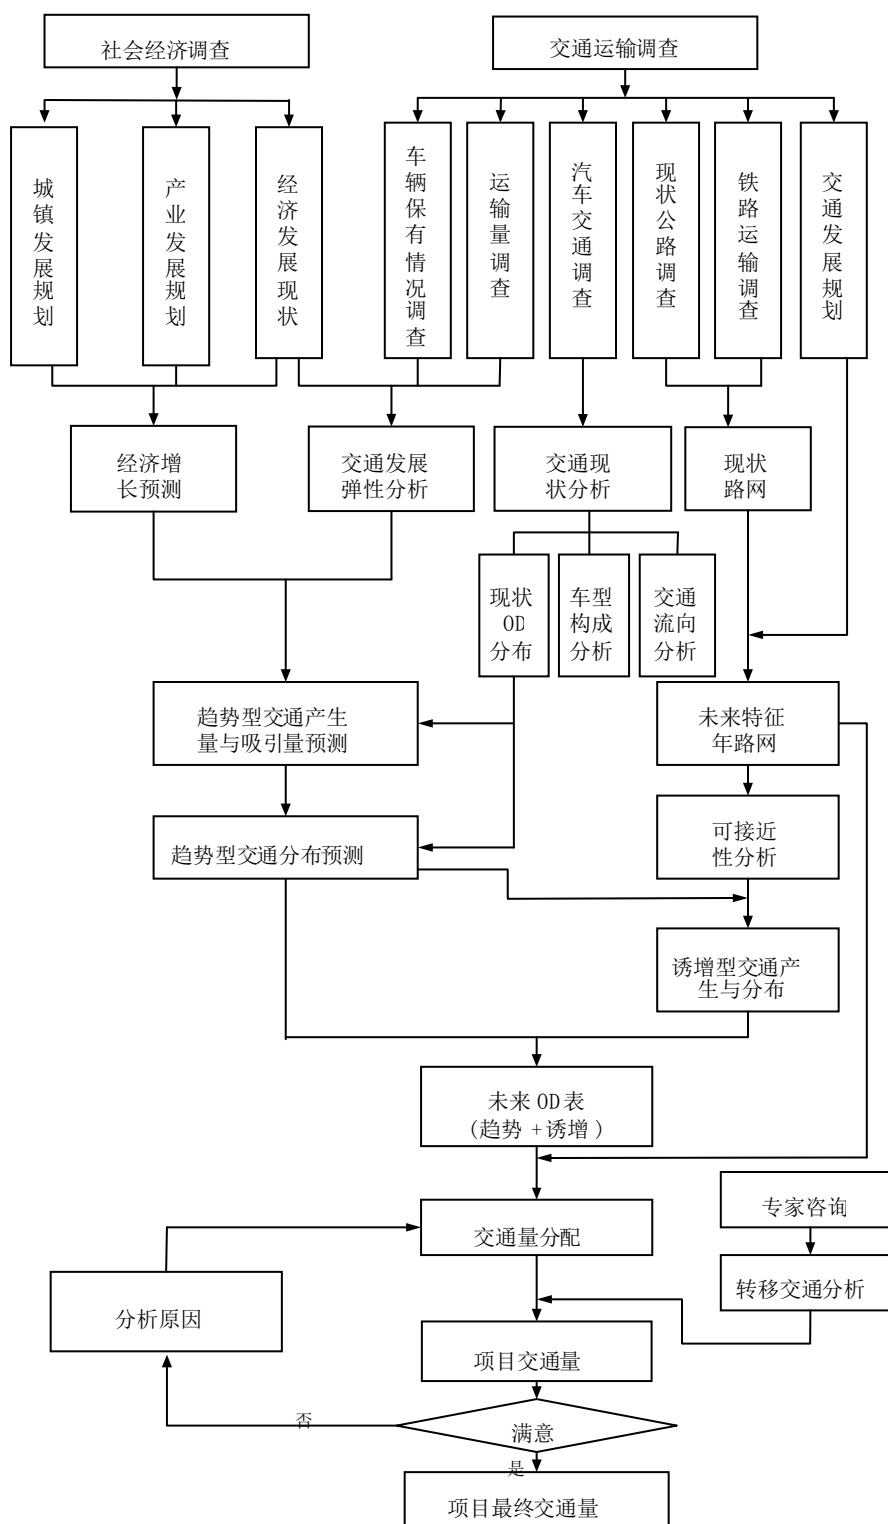 社会经济调查
交通运输调查
城镇发展规划
产业发展规划
经济发展现状
车辆保有情况调查
运输量调查
汽车交通调查
现状公路调查
铁路运输调查
交通发展规划
经济增
长预测
交通发展
弹性分析
交通现
状分析
现状
路网
现状
OD
分布
车型
构成
分析
交通
流向
分析
趋势型交通产生
量与吸引量预测
未来特征
年路网
趋势型交通分布预测
可接近
性分析
诱增型交通产
生与分布
未来 OD 表
(趋势 + 诱增 )
专家咨询
交通量分配
转移交通分析
分析原因
项目交通量
否
满意
是
项目最终交通量